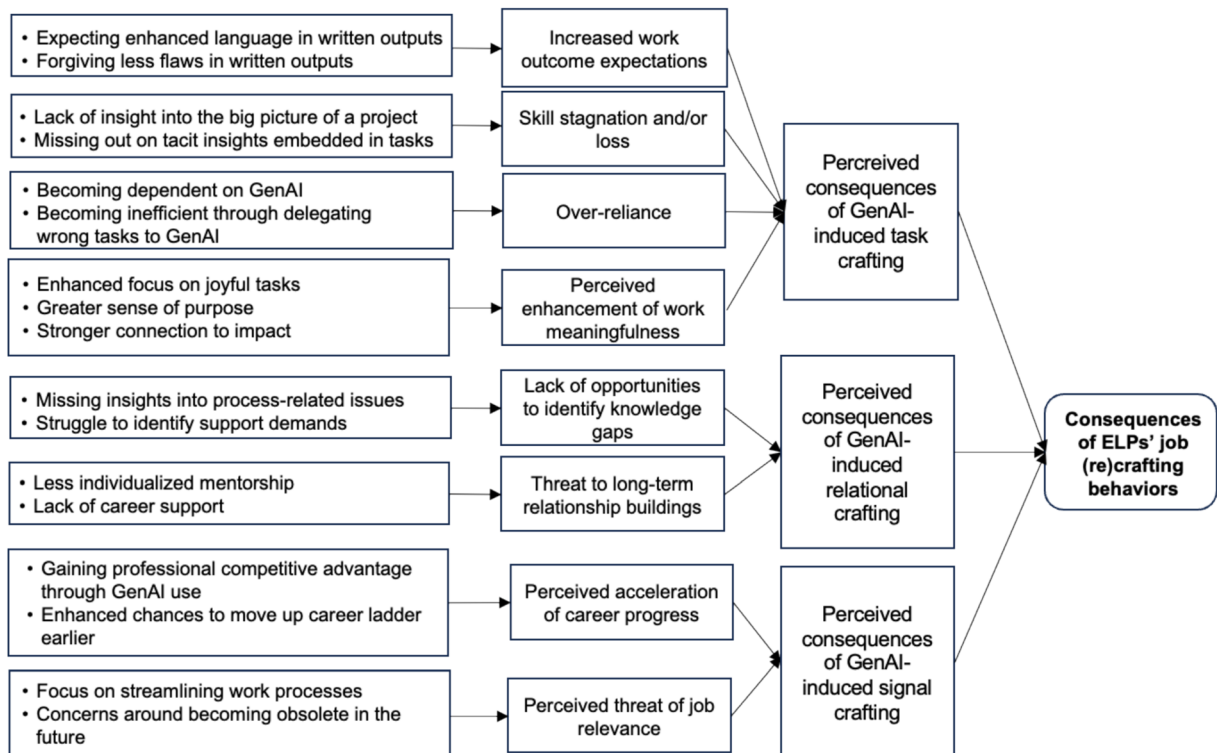 • Expecting enhanced language in written outputs
• Forgiving less flaws in written outputs
Increased work
outcome expectations
• Lack of insight into the big picture of a project
• Missing out on tacit insights embedded in tasks
Skill stagnation and/or
loss
• Becoming dependent on GenAI
• Becoming inefficient through delegating
wrong tasks to GenAI
Over-reliance
• Enhanced focus on joyful tasks
• Greater sense of purpose
• Stronger connection to impact
Perceived
enhancement of work
meaningfulness
Percreived
consequences
of GenAI-
induced task
crafting
• Missing insights into process-related issues
• Struggle to identify support demands
Lack of opportunities
to identify knowledge
gaps
• Less individualized mentorship
• Lack of career support
Threat to long-term
relationship buildings
Perceived
consequences
of GenAI-
induced
relational
crafting
• Gaining professional competitive advantage
through GenAI use
• Enhanced chances to move up career ladder
earlier
Perceived acceleration
of career progress
• Focus on streamlining work processes
• Concerns around becoming obsolete in the
future
Perceived threat of job
relevance
Perceived
consequences
of GenAI-
induced signal
crafting
Consequences
of ELPs’ job
(re)crafting
behaviors